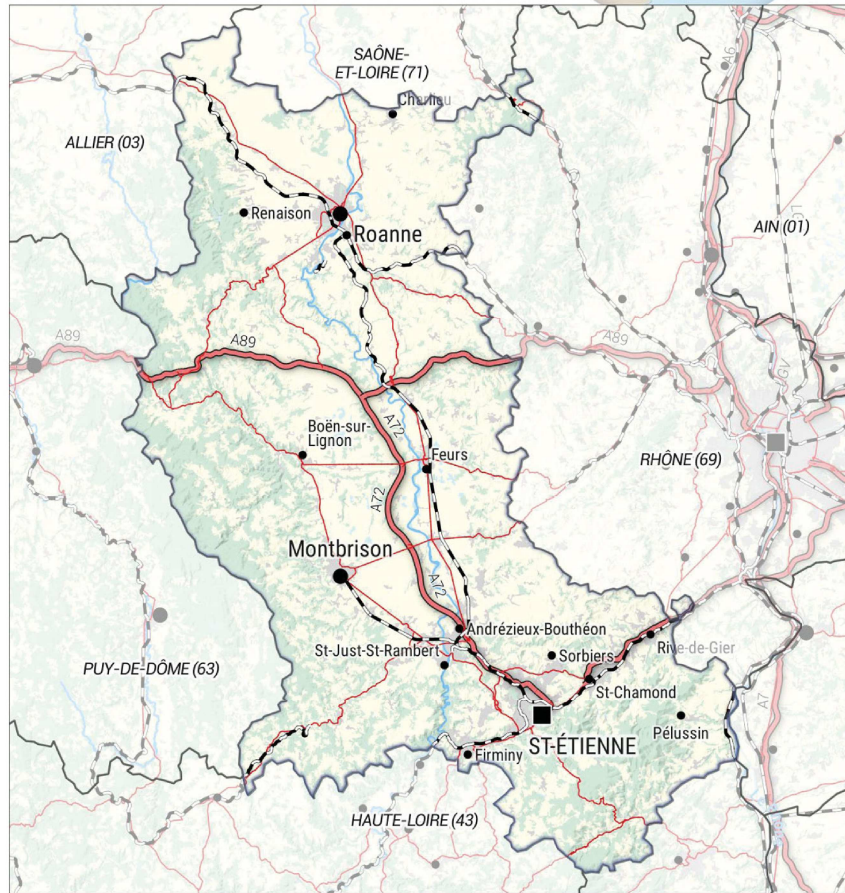 SAÔNE-
ET-LOIRE (71)
A6
Charlieu
ALLIER (03)
Renaison
Roanne
AIN (01)
A89
A89
A89
Boën-sur-
Lignon
A72
Feurs
RHÔNE (69)
A72
Montbrison
A72
Andrézieux-Bouthéon
St-Just-St-Rambert
Sorbiers
Rive-de-Gier
PUY-DE-DÔME (63)
St-Chamond
A7
Pélussin
ST-ÉTIENNE
Firminy
HAUTE-LOIRE (43)